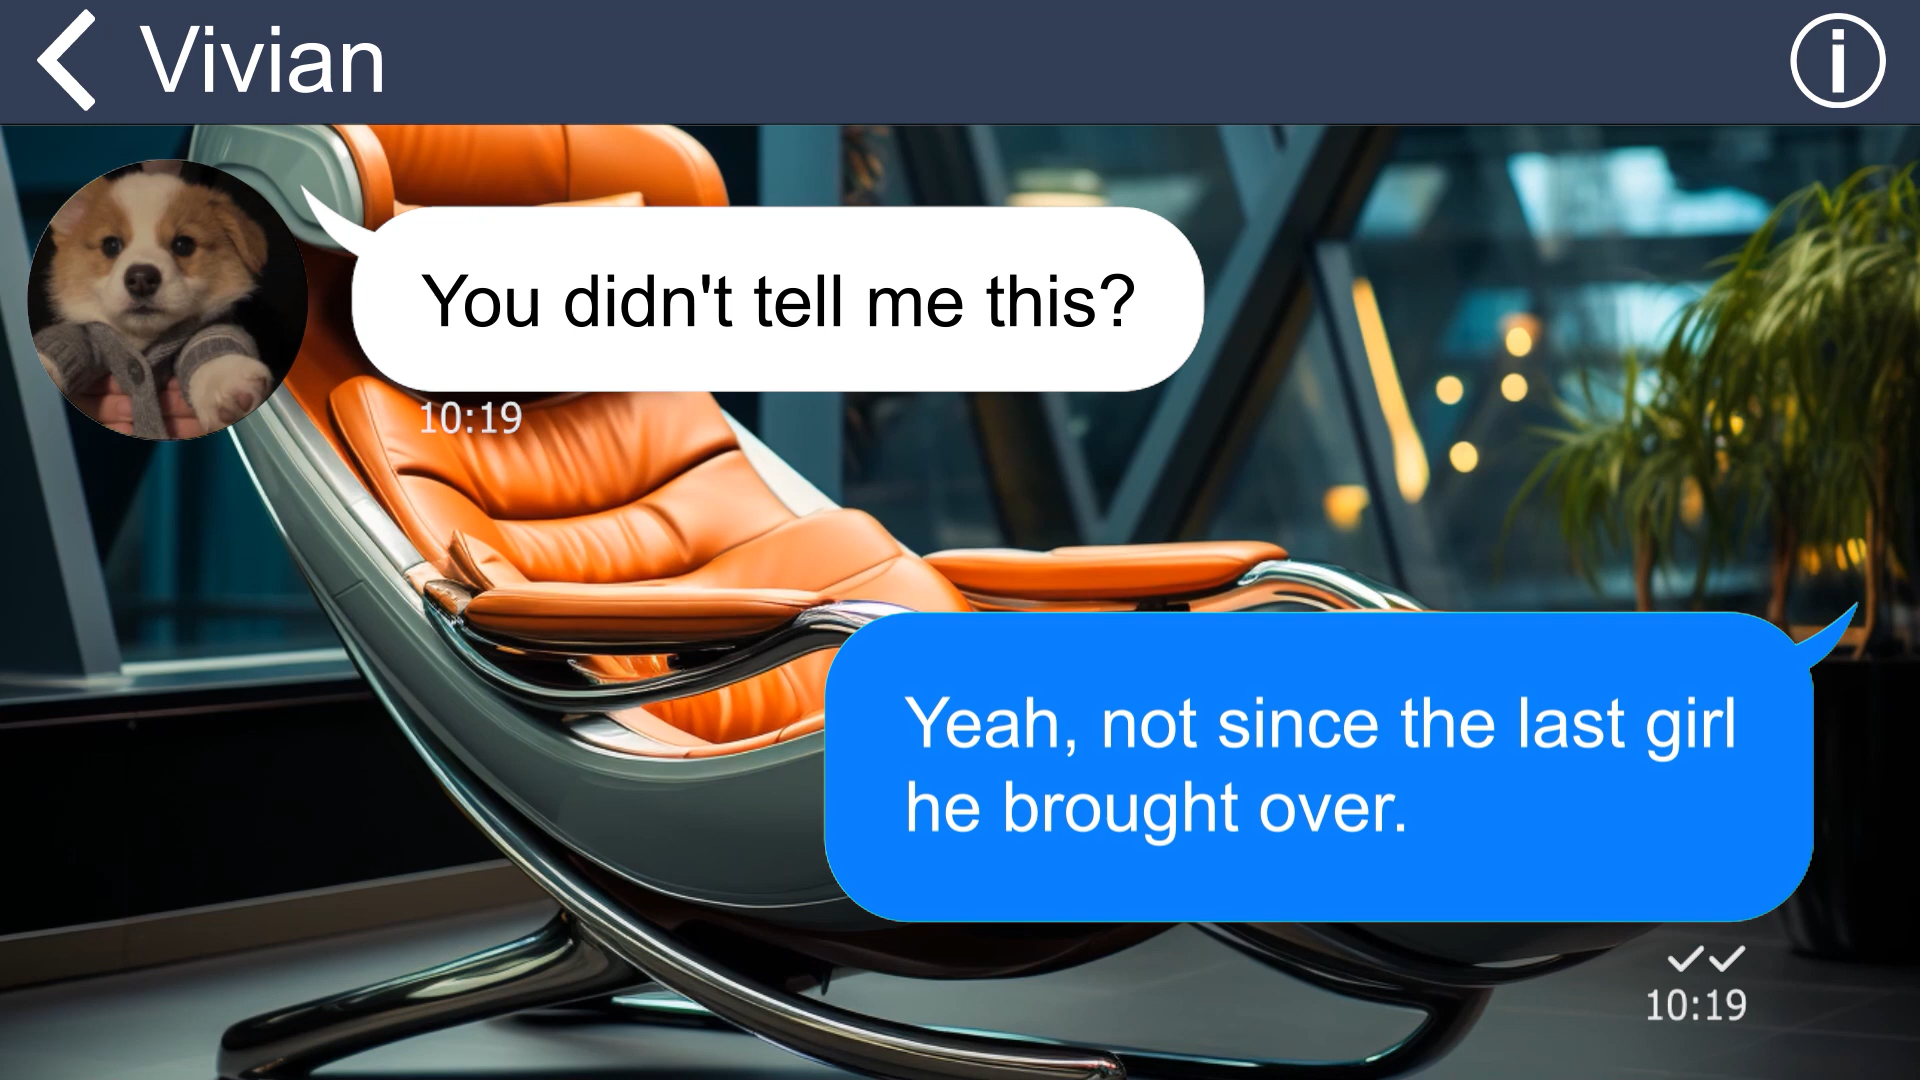 Vivian
You didn't tell me this?
10:19
Yeah, not since the last girl
he brought over.
10:19